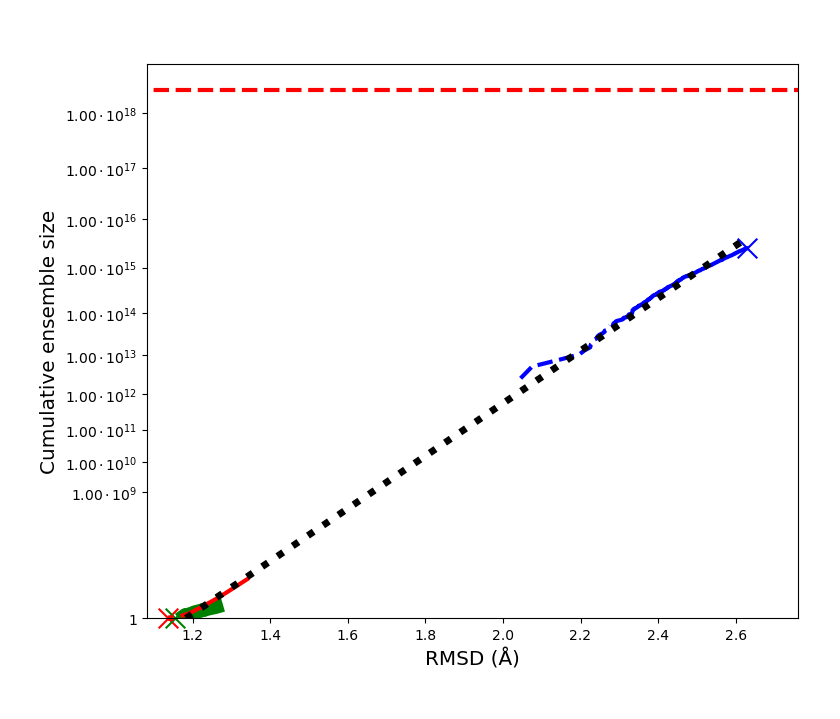 Cumulative ensemble size
1.00 · 10^18
1.00 · 10^17
1.00 · 10^16
1.00 · 10^15
1.00 · 10^14
1.00 · 10^13
1.00 · 10^12
1.00 · 10^11
1.00 · 10^10
1.00 · 10^9
1
1.2 1.4 1.6 1.8 2.0 2.2 2.4 2.6
RMSD (Å)